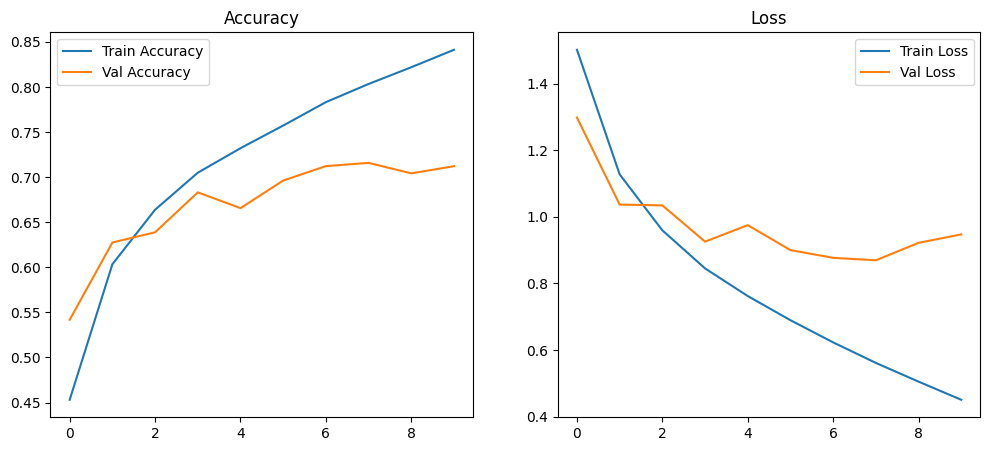 Accuracy
Train Accuracy
Val Accuracy
0.85
0.80
0.75
0.70
0.65
0.60
0.55
0.50
0.45
0 2 4 6 8
Loss
Train Loss
Val Loss
1.4
1.2
1.0
0.8
0.6
0.4
0 2 4 6 8